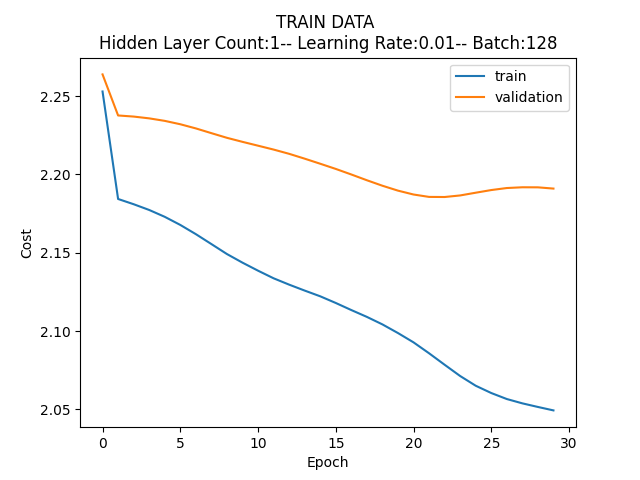 TRAIN DATA
Hidden Layer Count:1-- Learning Rate:0.01-- Batch:128
train
validation
2.25
2.20
2.15
2.10
2.05
Cost
0 5 10 15 20 25 30
Epoch